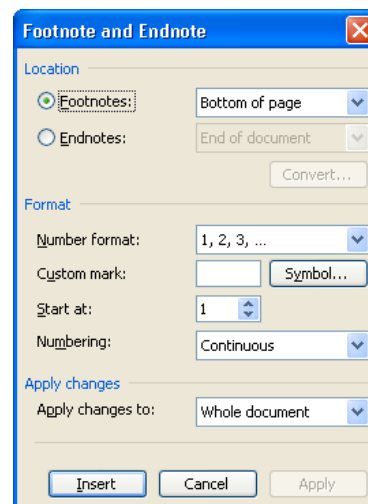 Footnote and Endnote
Location
Footnotes: Bottom of page
Endnotes: End of document
Convert...
Format
Number format: 1, 2, 3, ...
Custom mark: Symbol...
Start at: 1
Numbering: Continuous
Apply changes
Apply changes to: Whole document
Insert Cancel Apply